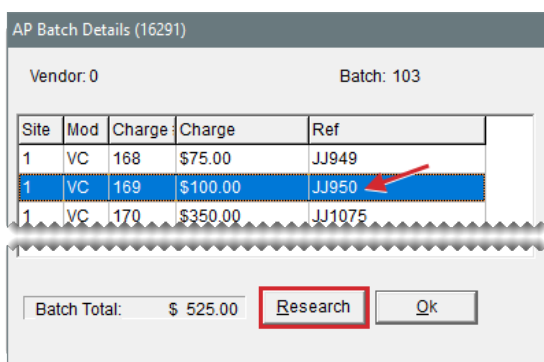 AP Batch Details (16291)
Vendor: 0 Batch: 103
Site Mod Charge Charge Ref
1 VC 168 $75.00 JJ949
1 VC 169 $100.00 JJ950
1 VC 170 $350.00 JJ1075
Batch Total: $ 525.00 Research Ok